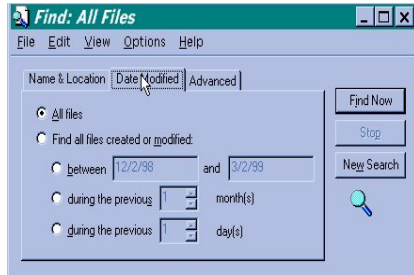 Find: All Files
File Edit View Options Help
Name & Location Date Modified Advanced
All files
Find all files created or modified:
between 12/2/98 and 3/2/99
during the previous 1 month(s)
during the previous 1 day(s)
Find Now
Stop
New Search